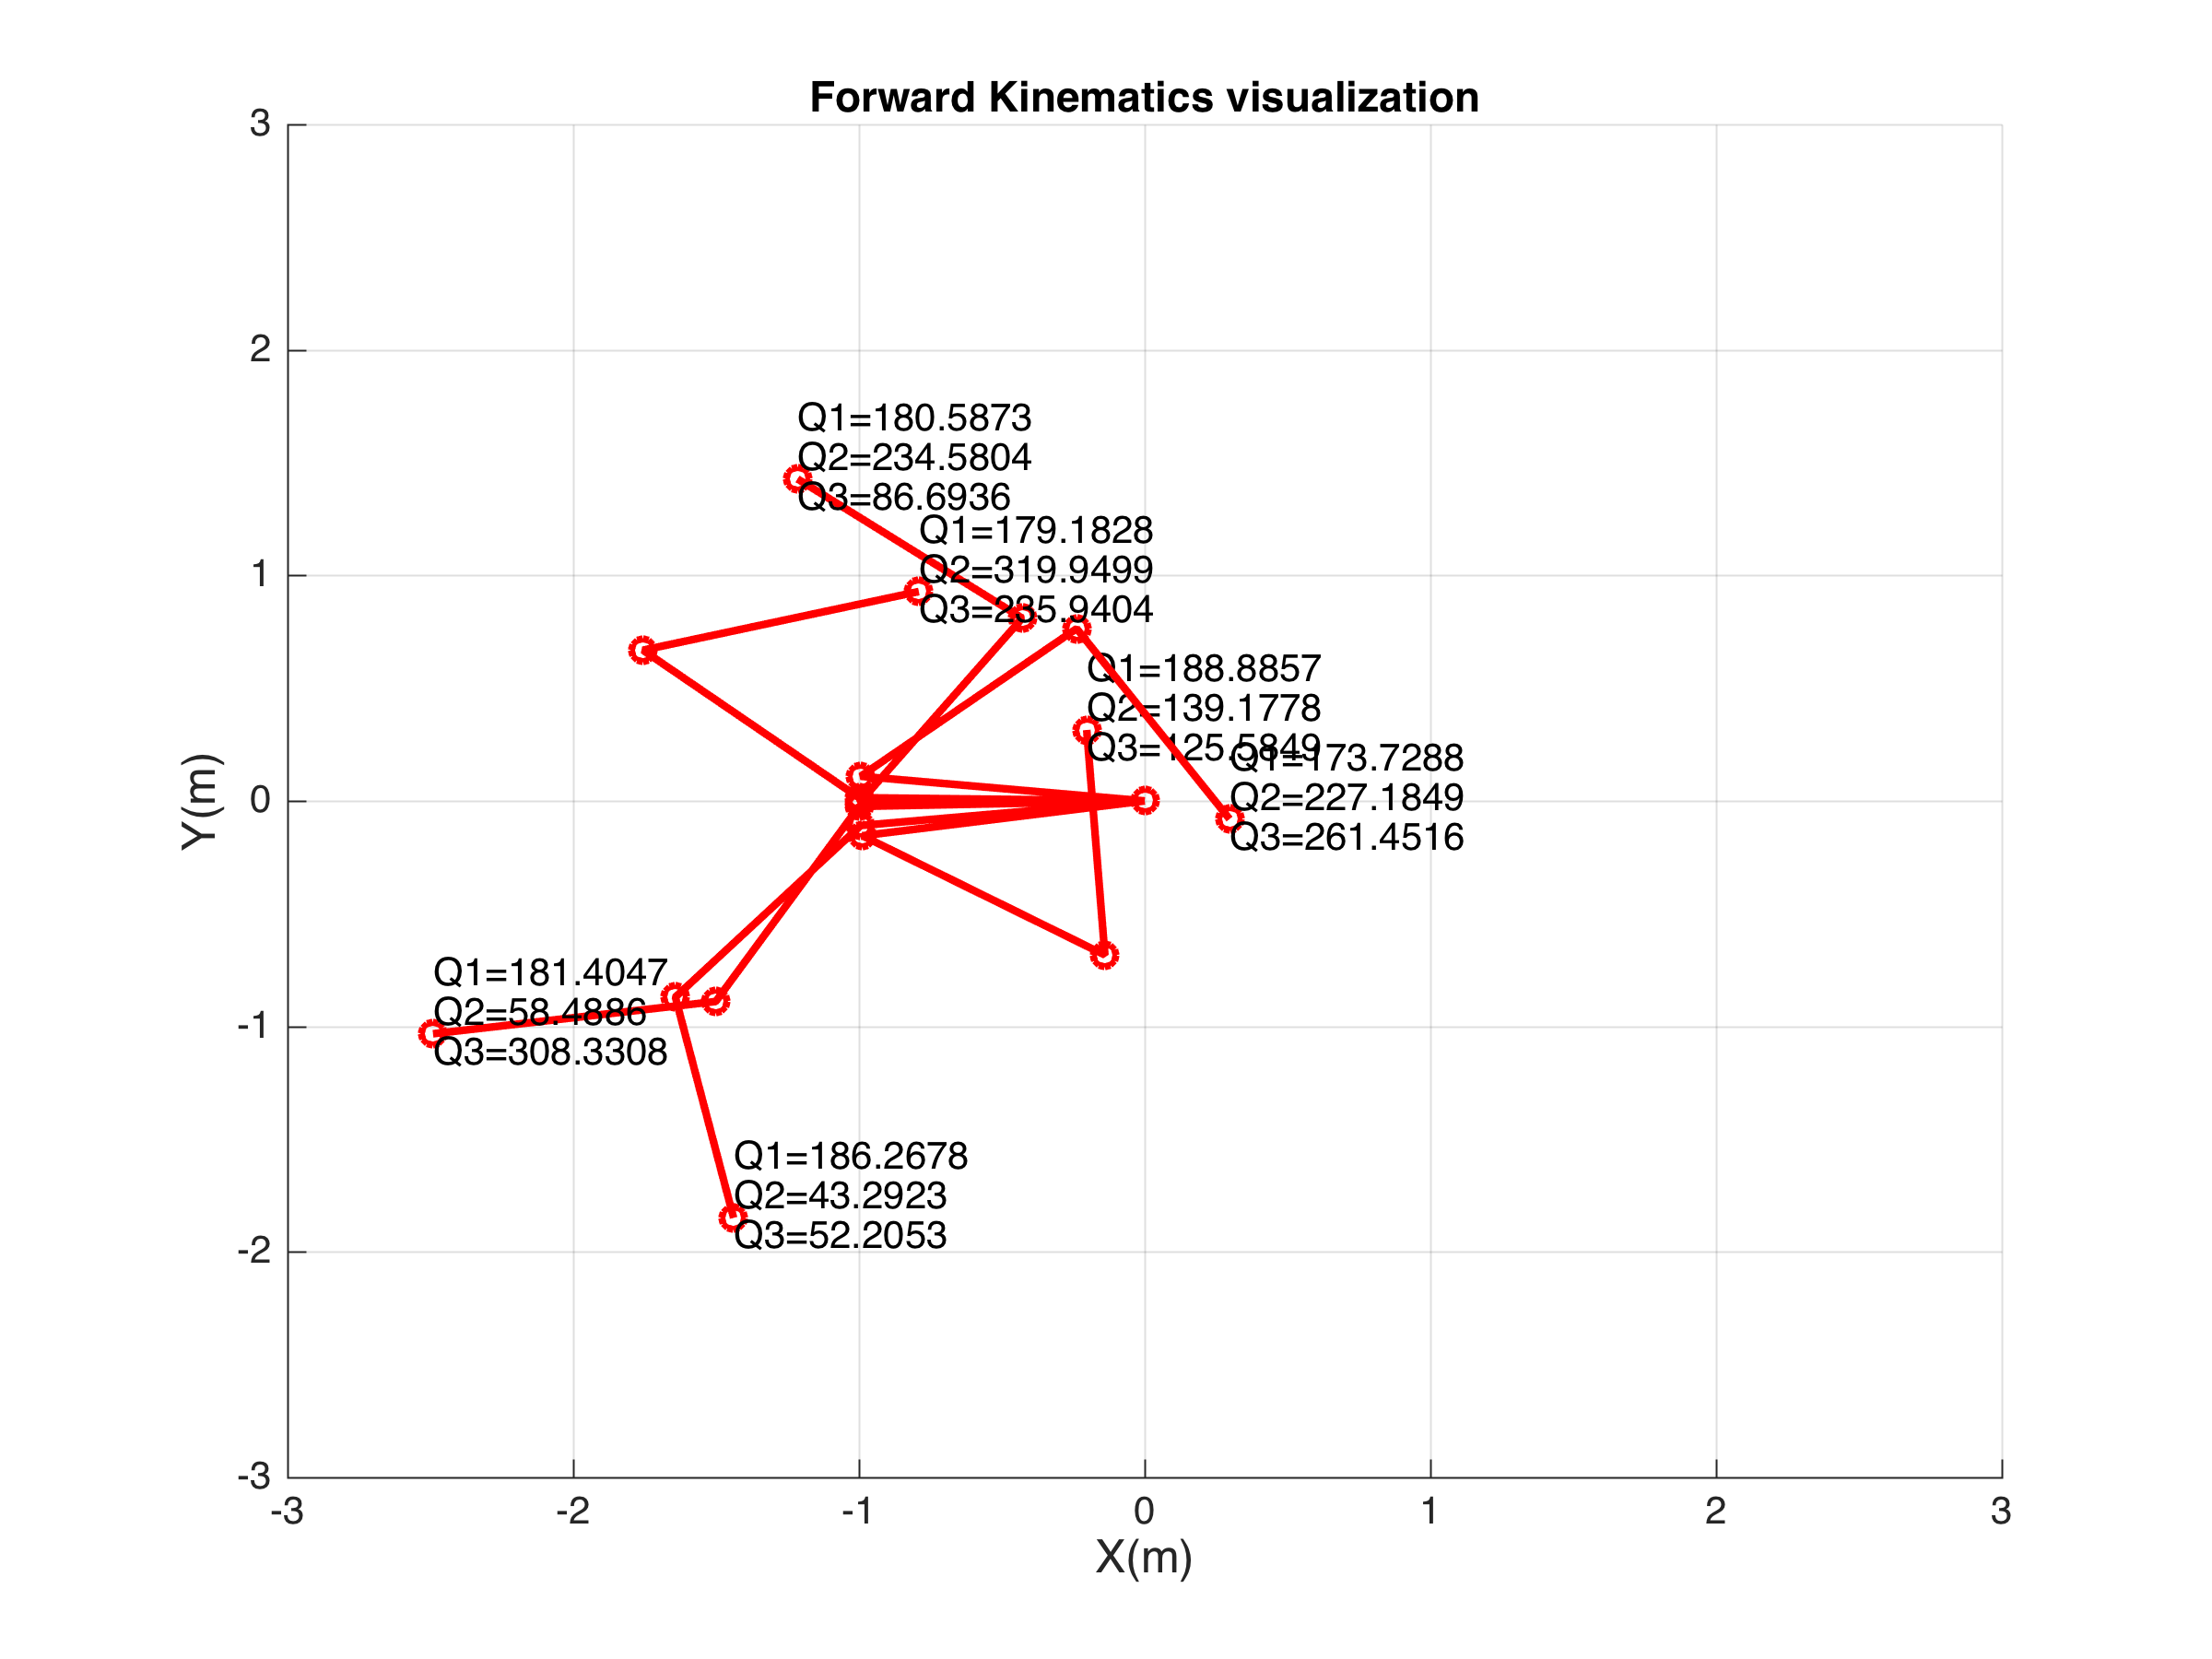 Forward Kinematics visualization
3
2
1
0
-1
-2
-3
Y(m)
Q1=180.5873
Q2=234.5804
Q3=86.6936
Q1=179.1828
Q2=319.9499
Q3=235.9404
Q1=188.8857
Q2=139.1778
Q3=125.5849
Q1=173.7288
Q2=227.1849
Q3=261.4516
Q1=181.4047
Q2=58.4886
Q3=308.3308
Q1=186.2678
Q2=43.2923
Q3=52.2053
-3
-2
-1
0
1
2
3
X(m)